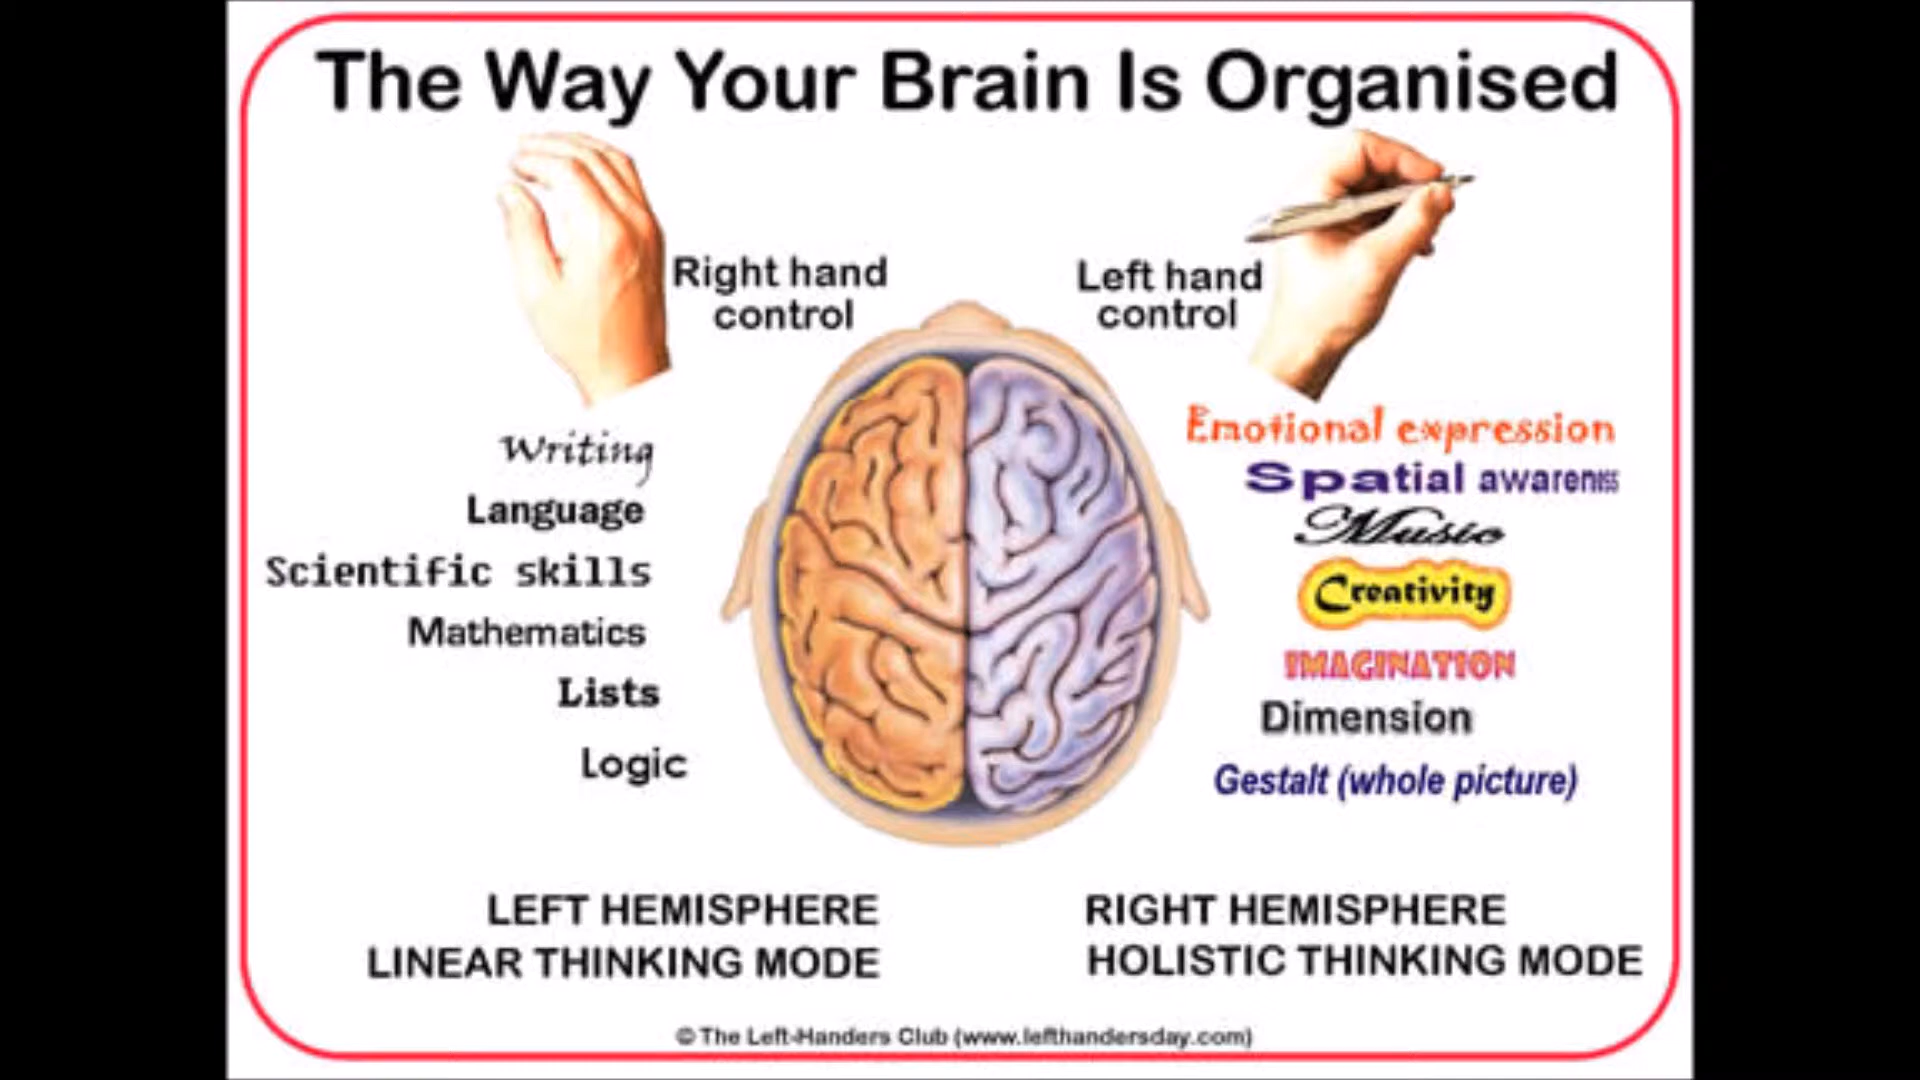 The Way Your Brain Is Organised
Right hand
control
Left hand
control
Writing
Language
Scientific skills
Mathematics
Lists
Logic
Emotional expression
Spatial awareness
Music
Creativity
IMAGINATION
Dimension
Gestalt (whole picture)
LEFT HEMISPHERE
LINEAR THINKING MODE
RIGHT HEMISPHERE
HOLISTIC THINKING MODE
© The Left-Handers Club (www.lefthandersday.com)